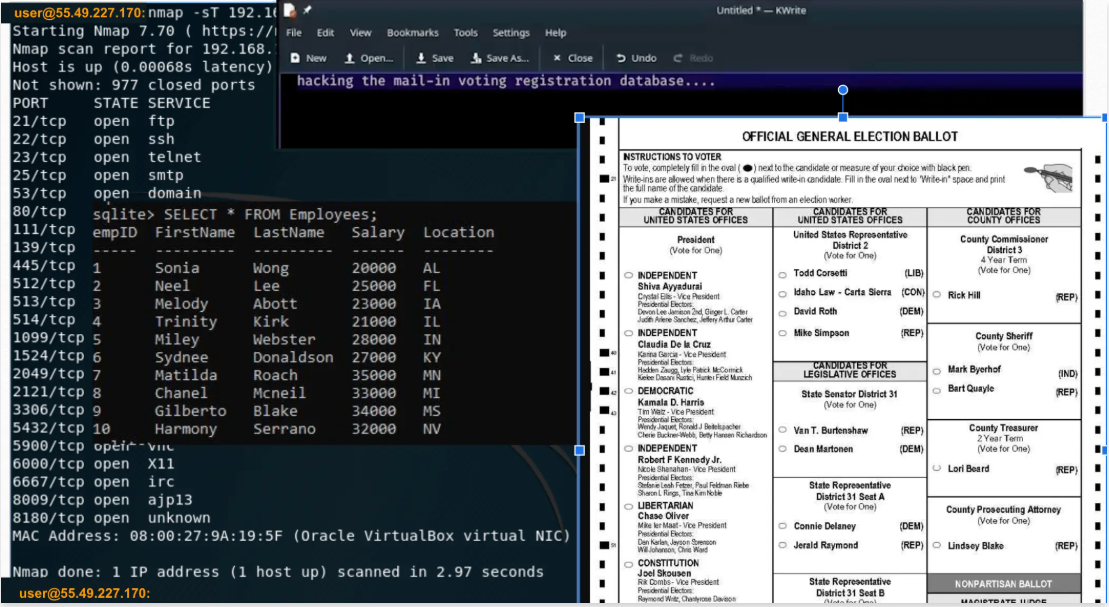 user@55.49.227.170: nmap -sT 192.16
Starting Nmap 7.70 ( https://
Nmap scan report for 192.168.
Host is up (0.00068s latency)
Not shown: 977 closed ports
PORT STATE SERVICE
21/tcp open ftp
22/tcp open ssh
23/tcp open telnet
25/tcp open smtp
53/tcp open domain
80/tcp
111/tcp
139/tcp
445/tcp
512/tcp
513/tcp
514/tcp
1099/tcp
1524/tcp
2049/tcp
2121/tcp
3306/tcp
5432/tcp
5900/tcp open vnc
6000/tcp open X11
6667/tcp open irc
8009/tcp open ajp13
8180/tcp open unknown
MAC Address: 08:00:27:9A:19:5F (Oracle VirtualBox virtual NIC)
Nmap done: 1 IP address (1 host up) scanned in 2.97 seconds
user@55.49.227.170:
sqlite> SELECT * FROM Employees;
empID FirstName LastName Salary Location
----- --------- --------- ------ --------
1 Sonia Wong 20000 AL
2 Neel Lee 25000 FL
3 Melody Abott 23000 IA
4 Trinity Kirk 21000 IL
5 Miley Webster 28000 IN
6 Sydnee Donaldson 27000 KY
7 Matilda Roach 35000 MN
8 Chanel Mcneil 33000 MI
9 Gilberto Blake 34000 MS
10 Harmony Serrano 32000 NV
Untitled * — KWrite
File Edit View Bookmarks Tools Settings Help
New Open... Save Save As... Close Undo Redo
hacking the mail-in voting registration database....
OFFICIAL GENERAL ELECTION BALLOT
INSTRUCTIONS TO VOTER
To vote, completely fill in the oval ( ) next to the candidate or measure of your choice with black pen.
Write-ins are allowed when there is a qualified write-in candidate. Fill in the oval next to "Write-in" space and print
the full name of the candidate.
If you make a mistake, request a new ballot from an election worker.
CANDIDATES FOR
UNITED STATES OFFICES
President
(Vote for One)
INDEPENDENT
Shiva Ayyadurai
Crystal Ellis - Vice President
Presidential Electors:
Devon Lee Jamison 2nd, Ginger L. Carter
Judith Arlene Sanchez, Jeffery Arthur Carter
INDEPENDENT
Claudia De la Cruz
Karina Garcia - Vice President
Presidential Electors:
Hadden Zaugg, Lyle Patrick McCormick
Kielee Dasani Rustici, Hunter Field Munzich
DEMOCRATIC
Kamala D. Harris
Tim Walz - Vice President
Presidential Electors:
Wendy Jaquet, Ronald J Beitelspacher
Cherie Buckner-Webb, Betty Hansen Richardson
INDEPENDENT
Robert F Kennedy Jr.
Nicole Shanahan - Vice President
Presidential Electors:
Stefanie Leah Fetzer, Paul Feldman Riebe
Sharon L Rings, Tina Kim Noble
LIBERTARIAN
Chase Oliver
Mike ter Maat - Vice President
Presidential Electors:
Dan Karlan, Jayson Sorenson
Will Johanson, Chris Ward
CONSTITUTION
Joel Skousen
Rik Combs - Vice President
Presidential Electors:
CANDIDATES FOR
UNITED STATES OFFICES
United States Representative
District 2
(Vote for One)
Todd Corsetti (LIB)
Idaho Law - Carta Sierra (CON)
David Roth (DEM)
Mike Simpson (REP)
CANDIDATES FOR
LEGISLATIVE OFFICES
State Senator District 31
(Vote for One)
Van T. Burtenshaw (REP)
Dean Martonen (DEM)
State Representative
District 31 Seat A
(Vote for One)
Connie Delaney (DEM)
Jerald Raymond (REP)
State Representative
District 31 Seat B
(Vote for One)
CANDIDATES FOR
COUNTY OFFICES
County Commissioner
District 3
4 Year Term
(Vote for One)
Rick Hill (REP)
County Sheriff
(Vote for One)
Mark Byerhof (IND)
Bart Quayle (REP)
County Treasurer
2 Year Term
(Vote for One)
Lori Beard (REP)
County Prosecuting Attorney
(Vote for One)
Lindsey Blake (REP)
NONPARTISAN BALLOT
MAGISTRATE JUDGE